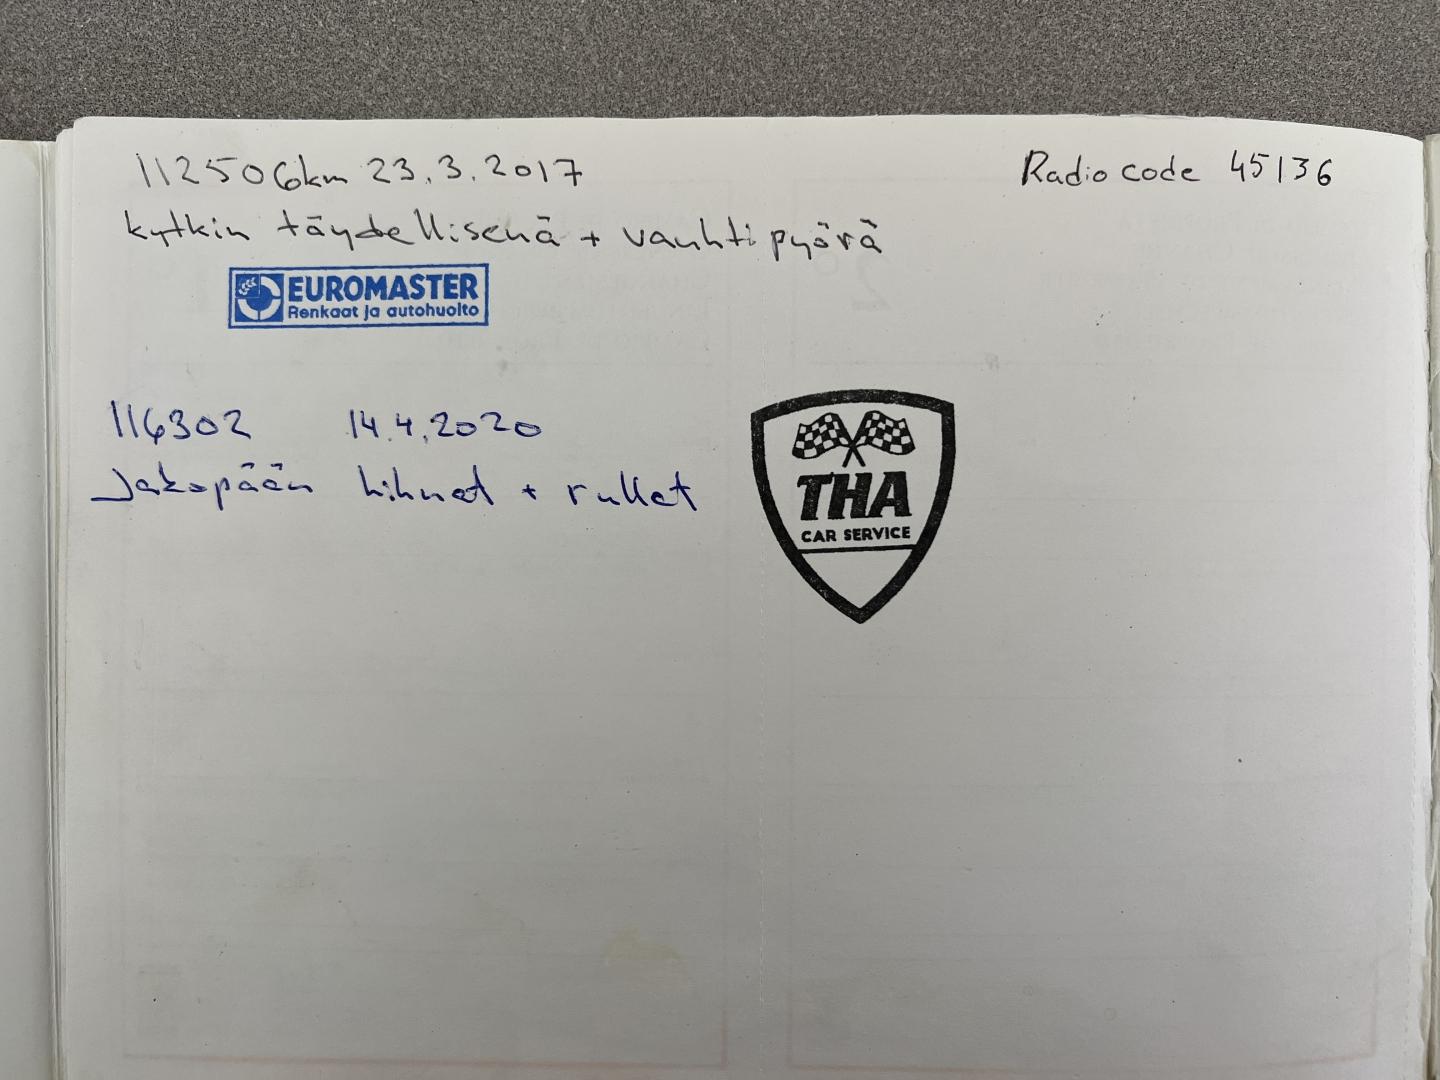 112506km 23.3.2017
Radio code 45136
kytkin täydellisenä + vauhtipyörä
EUROMASTER
Renkaat ja autohuolto
116302 14.4.2020
Jakopään hihnat + rullat
THA
CAR SERVICE